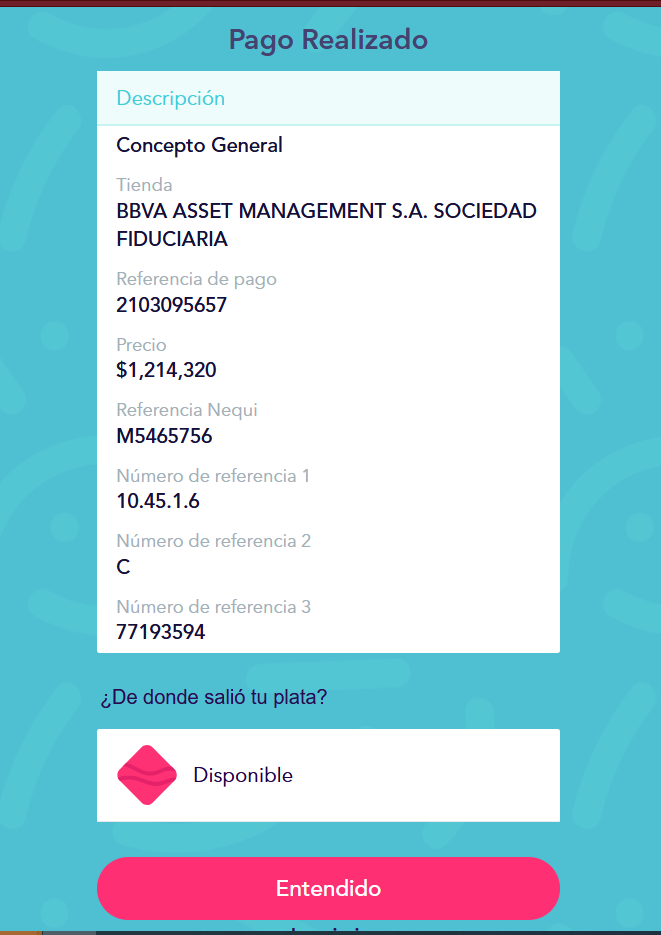 Pago Realizado
Descripción
Concepto General
Tienda
BBVA ASSET MANAGEMENT S.A. SOCIEDAD
FIDUCIARIA
Referencia de pago
2103095657
Precio
$1,214,320
Referencia Nequi
M5465756
Número de referencia 1
10.45.1.6
Número de referencia 2
C
Número de referencia 3
77193594
¿De donde salió tu plata?
Disponible
Entendido